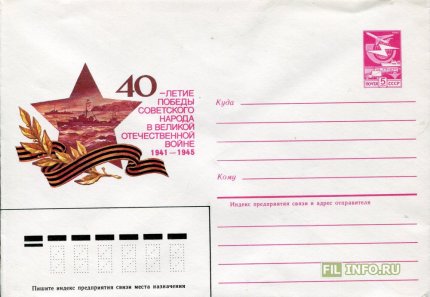 40
-ЛЕТИЕ
ПОБЕДЫ
СОВЕТСКОГО
НАРОДА
В ВЕЛИКОЙ
ОТЕЧЕСТВЕННОЙ
ВОЙНЕ
1941—1945
ПОЧТА 5 СССР
Куда
Кому
Индекс предприятия связи и адрес отправителя
Пишите индекс предприятия связи места назначения
FILINFO.RU